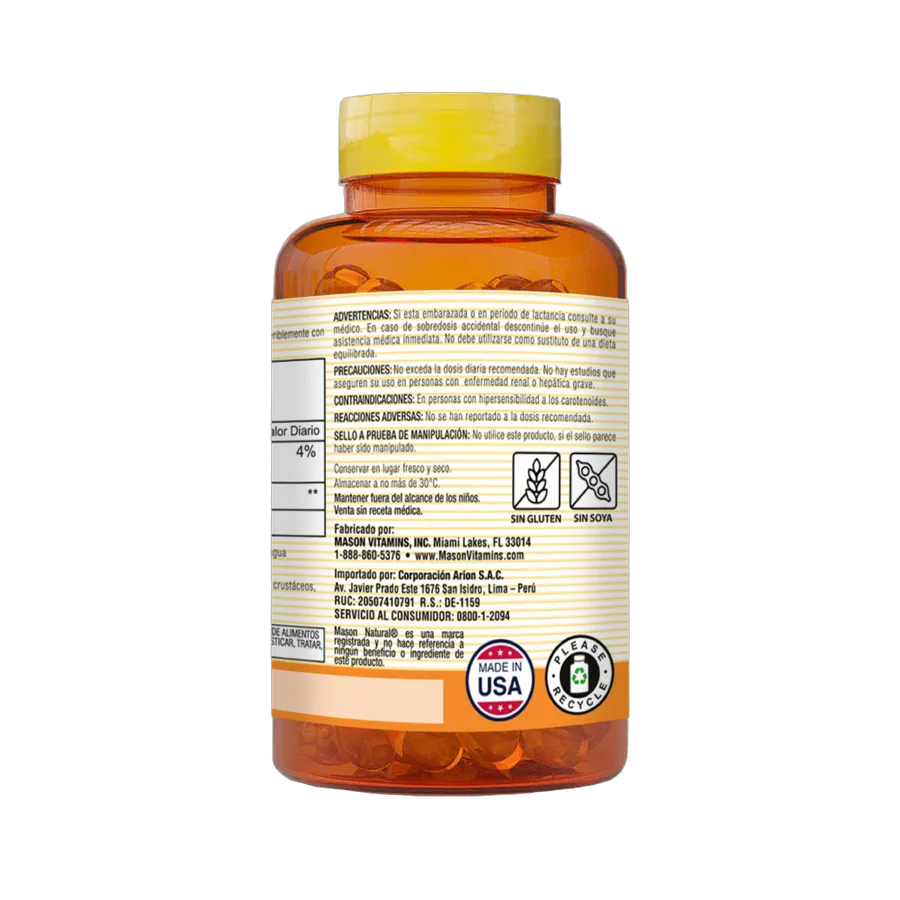 ADVERTENCIAS: Si esta embarazada o en periodo de lactancia consulte a su
médico. En caso de sobredosis accidental descontinúe el uso y busque
asistencia médica inmediata. No debe utilizarse como sustituto de una dieta
equilibrada.
PRECAUCIONES: No exceda la dosis diaria recomendada. No hay estudios que
aseguren su uso en personas con enfermedad renal o hepática grave.
CONTRAINDICACIONES: En personas con hipersensibilidad a los carotenoides.
REACCIONES ADVERSAS: No se han reportado a la dosis recomendada.
SELLO A PRUEBA DE MANIPULACIÓN: No utilice este producto, si el sello parece
haber sido manipulado.
Conservar en lugar fresco y seco.
Almacenar a no más de 30°C.
Mantener fuera del alcance de los niños.
Venta sin receta médica.
SIN GLUTEN
SIN SOYA
Fabricado por:
MASON VITAMINS, INC. Miami Lakes, FL 33014
1-888-860-5376 • www.MasonVitamins.com
Importado por: Corporación Arion S.A.C.
Av. Javier Prado Este 1676 San Isidro, Lima – Perú
RUC: 20507410791 R.S.: DE-1159
SERVICIO AL CONSUMIDOR: 0800-1-2094
Mason Natural® es una marca
registrada y no hace referencia a
ningún beneficio o ingrediente de
este producto.
MADE IN
USA
PLEASE
RECYCLE
eriblemente con
alor Diario
4%
**
agua
crustáceos,
DE ALIMENTOS
STICAR, TRATAR,